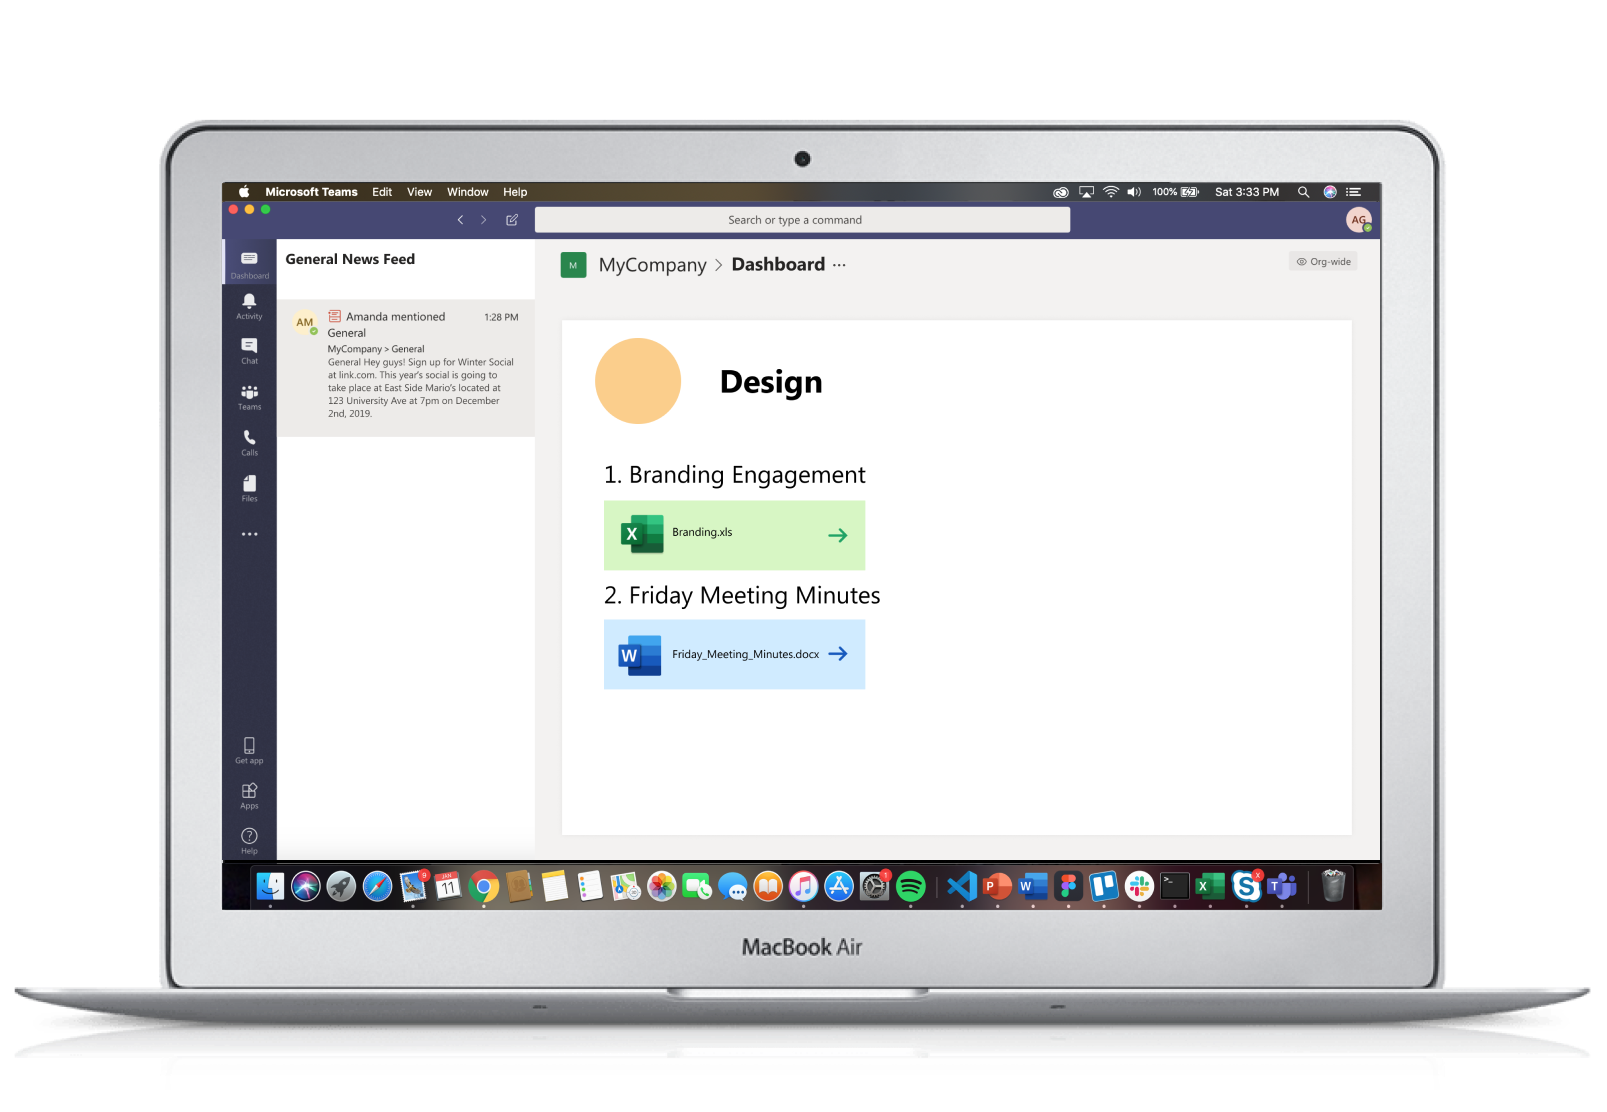 Microsoft Teams Edit View Window Help 100% Sat 3:33 PM
Search or type a command
AG
Dashboard
Activity
Chat
Teams
Calls
Files
Get app
Apps
Help
General News Feed
AM
Amanda mentioned 1:28 PM
General
MyCompany > General
General Hey guys! Sign up for Winter Social
at link.com. This year's social is going to
take place at East Side Mario's located at
123 University Ave at 7pm on December
2nd, 2019.
M MyCompany > Dashboard ...
Org-wide
Design
1. Branding Engagement
X Branding.xls
2. Friday Meeting Minutes
W Friday_Meeting_Minutes.docx
9 JAN 11 1 P W X S X T
MacBook Air